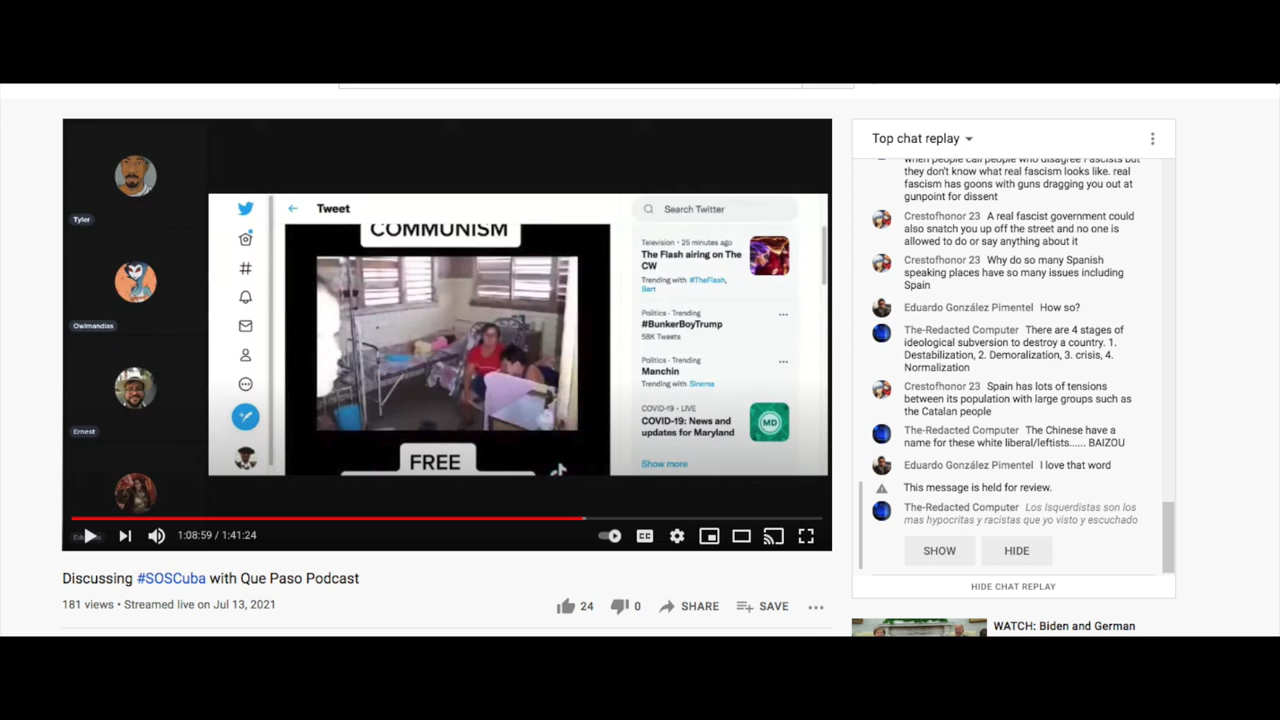 Tyler
Owlmandias
Ernest
Tweet
Search Twitter
COMMUNISM
FREE
Television · 25 minutes ago
The Flash airing on The
CW
Trending with #TheFlash,
Bart
Politics · Trending
#BunkerBoyTrump
58K Tweets
Politics · Trending
Manchin
Trending with Sinema
COVID-19 · LIVE
COVID-19: News and
updates for Maryland
MD
Show more
1:08:59 / 1:41:24
CC
Discussing #SOSCuba with Que Paso Podcast
181 views • Streamed live on Jul 13, 2021
24
0
SHARE
SAVE
Top chat replay
when people call people who disagree Fascists but
they don't know what real fascism looks like. real
fascism has goons with guns dragging you out at
gunpoint for dissent
Crestofhonor 23 A real fascist government could
also snatch you up off the street and no one is
allowed to do or say anything about it
Crestofhonor 23 Why do so many Spanish
speaking places have so many issues including
Spain
Eduardo González Pimentel How so?
The-Redacted Computer There are 4 stages of
ideological subversion to destroy a country. 1.
Destabilization, 2. Demoralization, 3. crisis, 4.
Normalization
Crestofhonor 23 Spain has lots of tensions
between its population with large groups such as
the Catalan people
The-Redacted Computer The Chinese have a
name for these white liberal/leftists...... BAIZOU
Eduardo González Pimentel I love that word
This message is held for review.
The-Redacted Computer Los Isquerdistas son los
mas hypocritas y racistas que yo visto y escuchado
SHOW
HIDE
HIDE CHAT REPLAY
WATCH: Biden and German